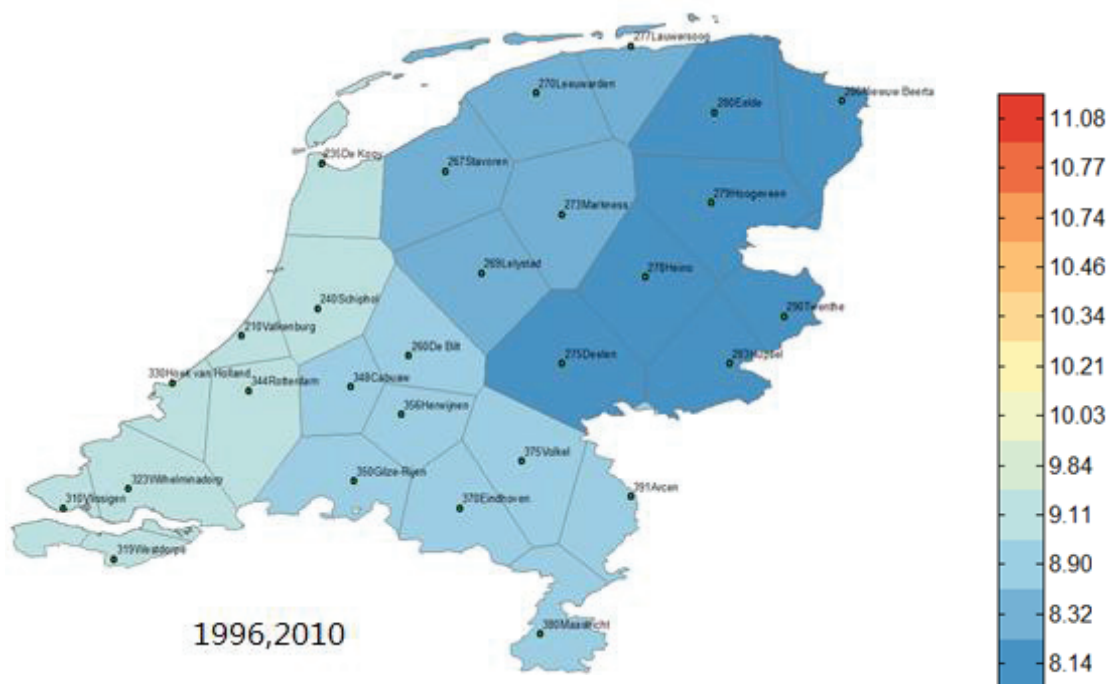 277Lauwersoog
270Leeuwarden
280Eelde
286Nieuw Beerta
235De Kooy
267Stavoren
273Marknesse
279Hoogeveen
269Lelystad
278Heino
240Schiphol
290Twenthe
210Valkenburg
260De Bilt
275Deelen
283Hupsel
330Hoek van Holland
344Rotterdam
348Cabauw
356Herwijnen
375Volkel
323Wilhelminadorp
350Gilze-Rijen
391Arcen
310Vlissigen
370Eindhoven
319Westdorpe
380Maastricht
1996,2010
11.08
10.77
10.74
10.46
10.34
10.21
10.03
9.84
9.11
8.90
8.32
8.14